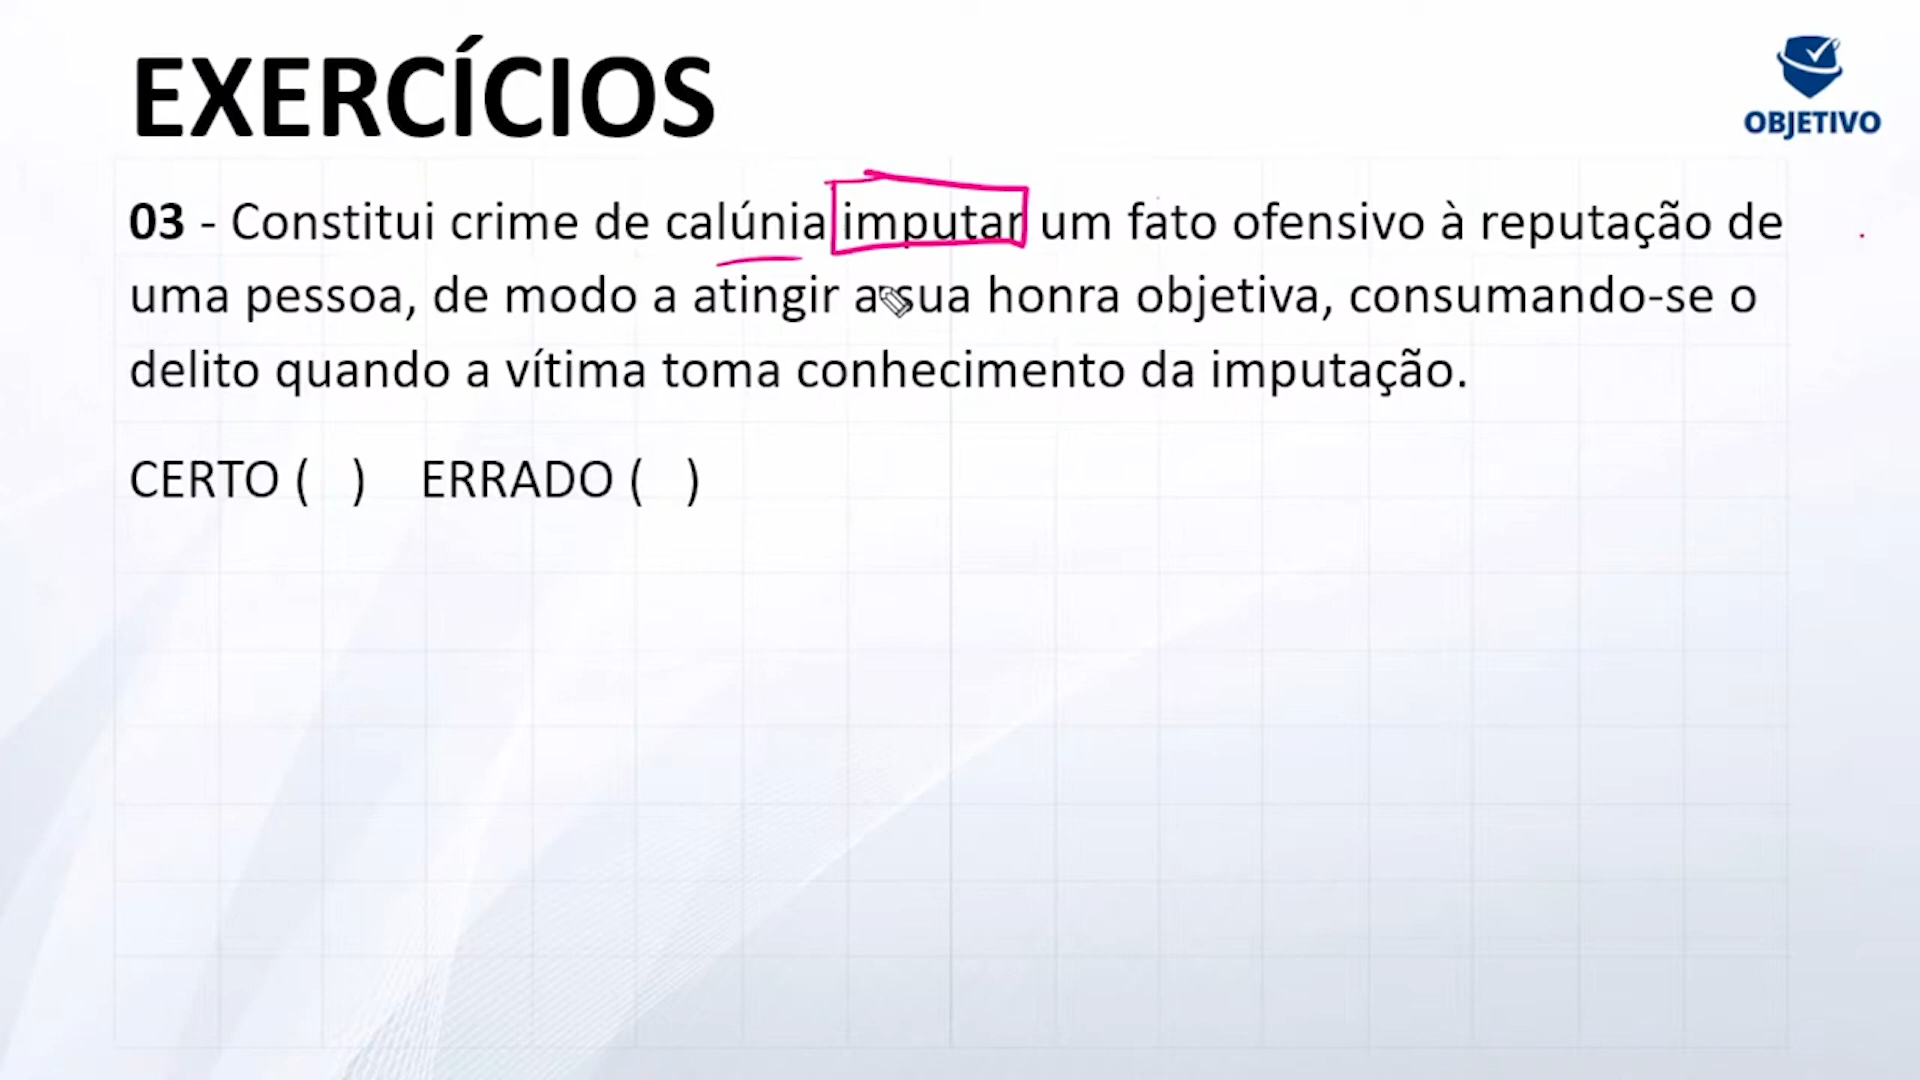 EXERCÍCIOS
OBJETIVO
03 - Constitui crime de calúnia imputar um fato ofensivo à reputação de
uma pessoa, de modo a atingir a sua honra objetiva, consumando-se o
delito quando a vítima toma conhecimento da imputação.
CERTO ( ) ERRADO ( )